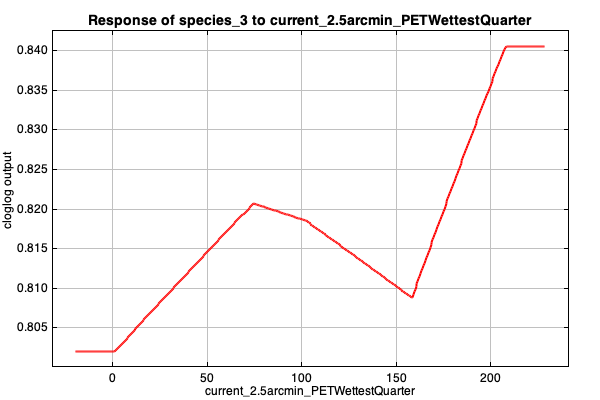 Response of species_3 to current_2.5arcmin_PETWettestQuarter
0.840
0.835
0.830
0.825
0.820
0.815
0.810
0.805
cloglog output
0 50 100 150 200
current_2.5arcmin_PETWettestQuarter